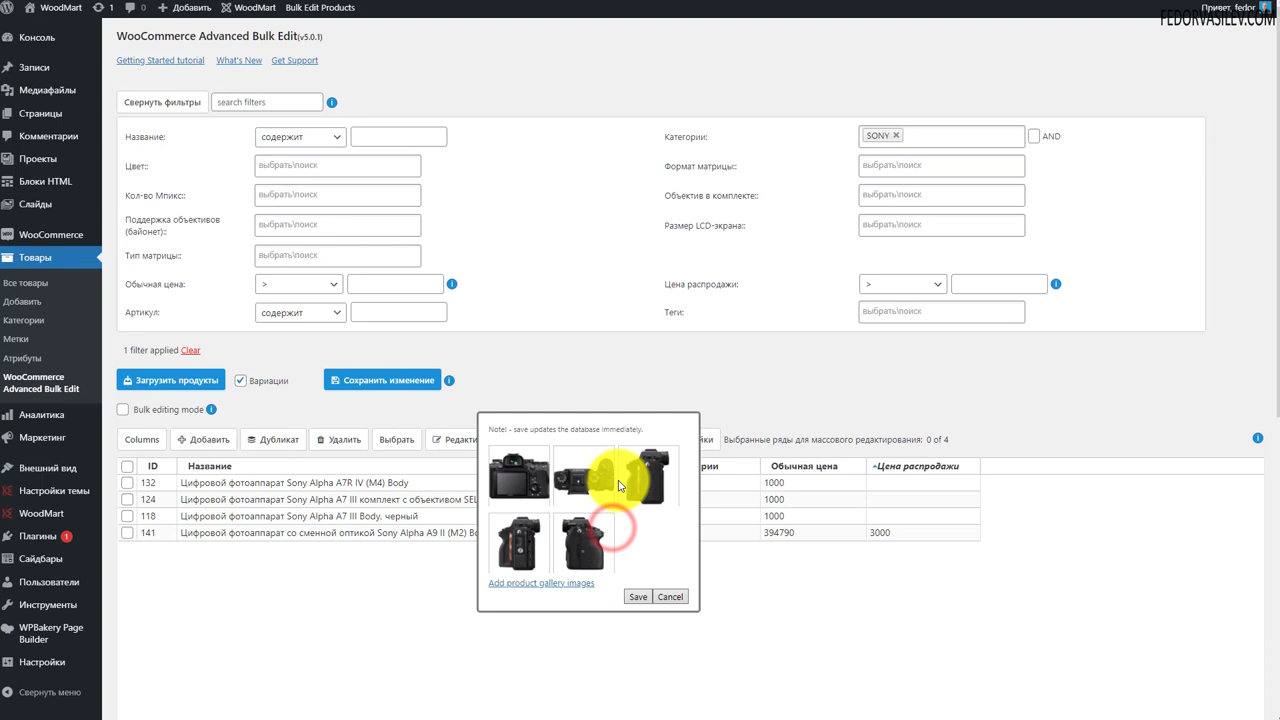 WoodMart 1 0 Добавить WoodMart Bulk Edit Products Привет, fedor
FEDORVASILEV.COM
Консоль
Записи
Медиафайлы
Страницы
Комментарии
Проекты
Блоки HTML
Слайды
WooCommerce
Товары
Все товары
Добавить
Категории
Метки
Атрибуты
WooCommerce
Advanced Bulk Edit
Аналитика
Маркетинг
Внешний вид
Настройки темы
WoodMart
Плагины 1
Сайдбары
Пользователи
Инструменты
WPBakery Page
Builder
Настройки
Свернуть меню
WooCommerce Advanced Bulk Edit(v5.0.1)
Getting Started tutorial What's New Get Support
Свернуть фильтры search filters
Название: содержит Категории: SONY × AND
Цвет:: выбрать\поиск Формат матрицы:: выбрать\поиск
Кол-во Мпикс:: выбрать\поиск Объектив в комплекте:: выбрать\поиск
Поддержка объективов
(байонет):: выбрать\поиск Размер LCD-экрана:: выбрать\поиск
Тип матрицы:: выбрать\поиск
Обычная цена: > Цена распродажи: >
Артикул: содержит Теги: выбрать\поиск
1 filter applied Clear
Загрузить продукты Вариации Сохранить изменение
Bulk editing mode
Columns Добавить Дубликат Удалить Выбрать Выбранные ряды для массового редактирования: 0 of 4
ID Название Обычная цена Цена распродажи
132 Цифровой фотоаппарат Sony Alpha A7R IV (M4) Body 1000
124 Цифровой фотоаппарат Sony Alpha A7 III комплект с объективом 1000
118 Цифровой фотоаппарат Sony Alpha A7 III Body, черный 1000
141 Цифровой фотоаппарат со сменной оптикой Sony Alpha A9 II (M2) 394790 3000
Note! - save updates the database immediately.
Add product gallery images
Save Cancel